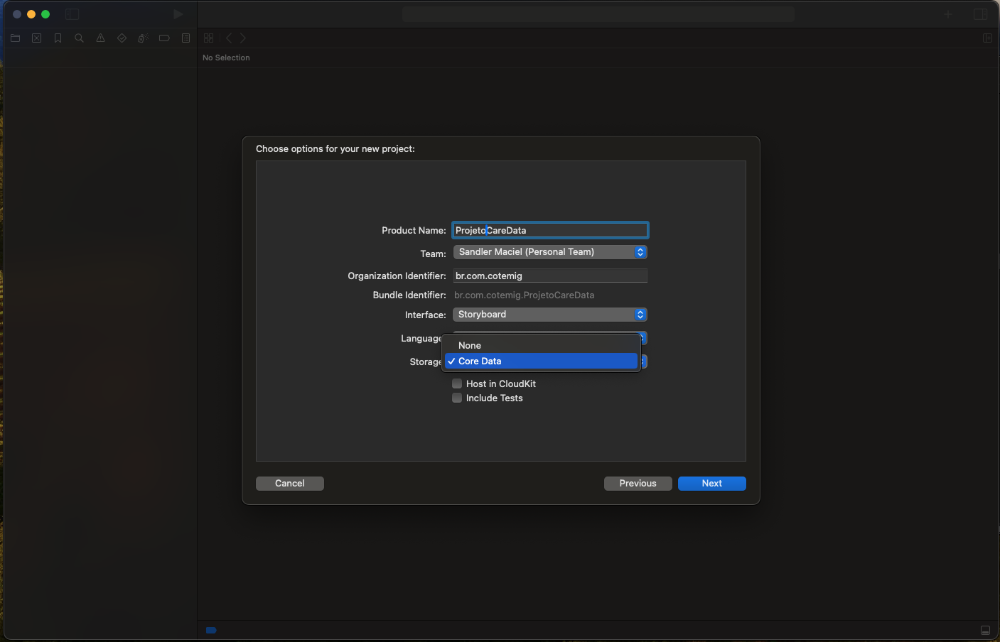 No Selection
Choose options for your new project:
Product Name: ProjetoCareData
Team: Sandler Maciel (Personal Team)
Organization Identifier: br.com.cotemig
Bundle Identifier: br.com.cotemig.ProjetoCareData
Interface: Storyboard
Language
None
Storage
Core Data
Host in CloudKit
Include Tests
Cancel Previous Next